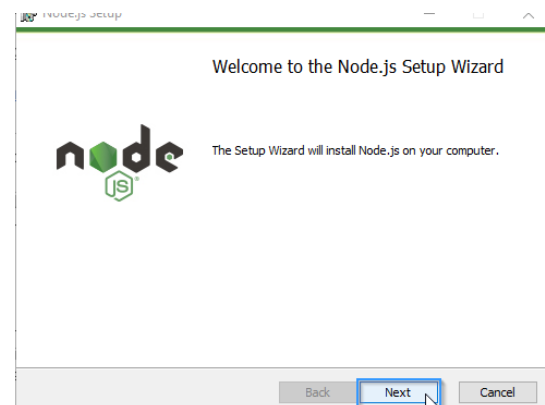 Node.js Setup
Welcome to the Node.js Setup Wizard
node
JS
The Setup Wizard will install Node.js on your computer.
Back
Next
Cancel